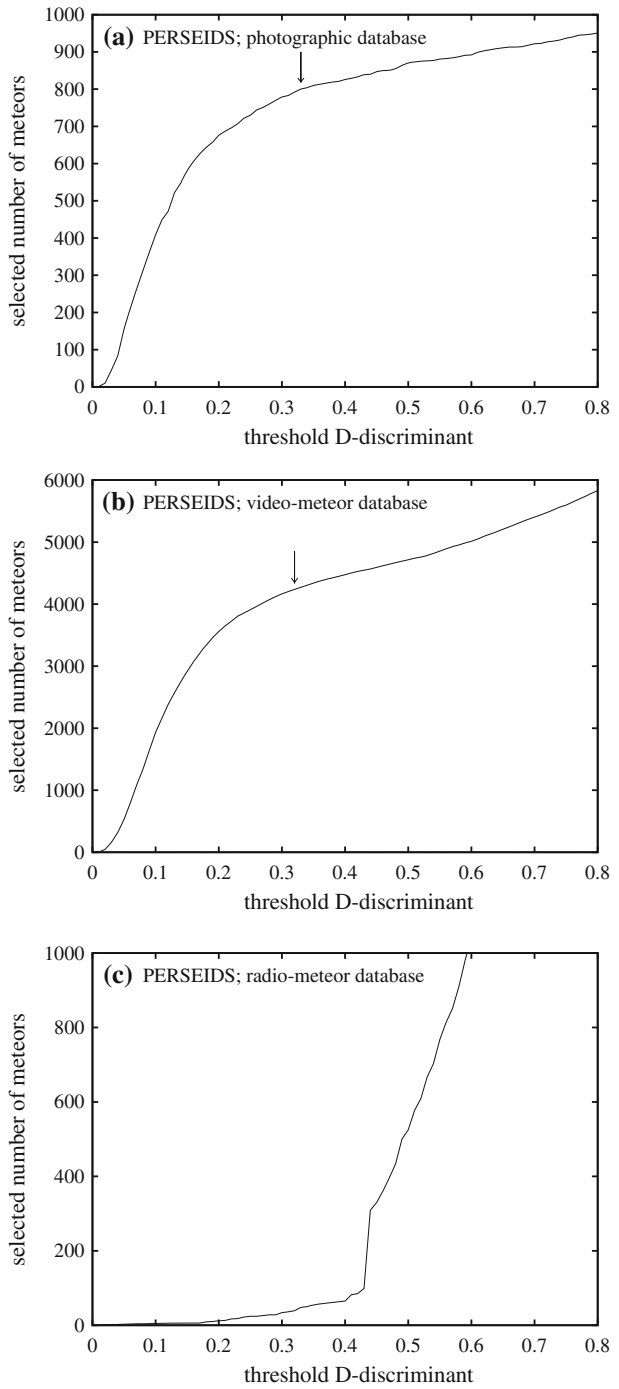 (a) PERSEIDS; photographic database
1000
900
800
700
600
500
400
300
200
100
0
selected number of meteors
0 0.1 0.2 0.3 0.4 0.5 0.6 0.7 0.8
threshold D-discriminant
(b) PERSEIDS; video-meteor database
6000
5000
4000
3000
2000
1000
0
selected number of meteors
0 0.1 0.2 0.3 0.4 0.5 0.6 0.7 0.8
threshold D-discriminant
(c) PERSEIDS; radio-meteor database
1000
800
600
400
200
0
selected number of meteors
0 0.1 0.2 0.3 0.4 0.5 0.6 0.7 0.8
threshold D-discriminant